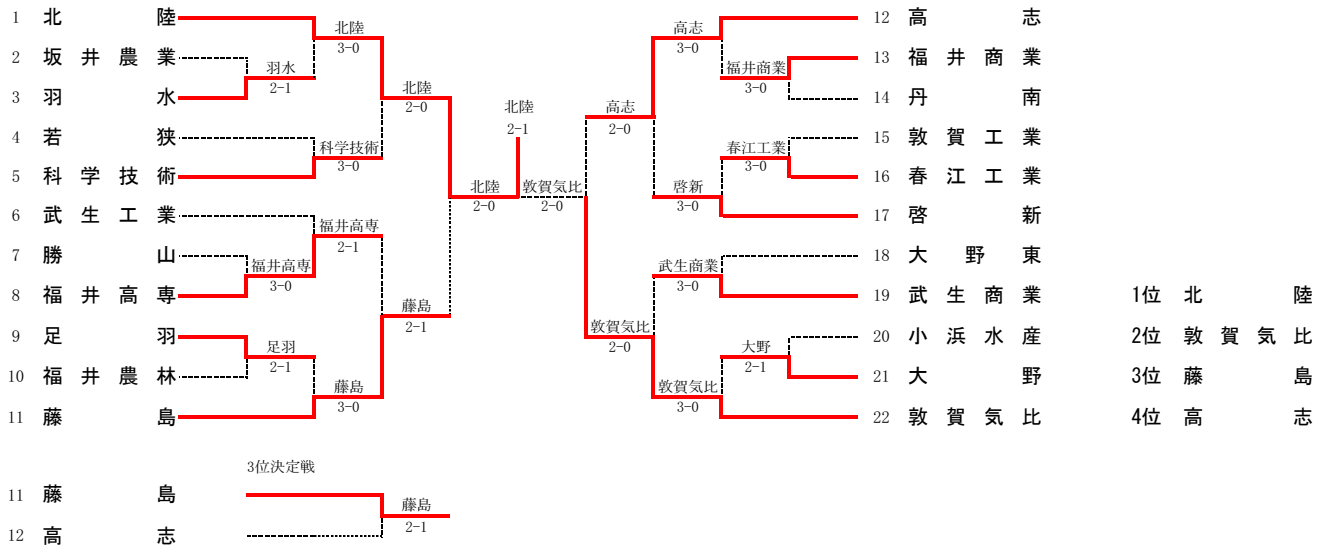 1 北陸
2 坂井農業
3 羽水
4 若狭
5 科学技術
6 武生工業
7 勝山
8 福井高専
9 足羽
10 福井農林
11 藤島
羽水
2-1
福井高専
3-0
足羽
2-1
北陸
3-0
科学技術
3-0
福井高専
2-1
藤島
3-0
北陸
2-0
藤島
2-1
北陸
2-0
北陸
2-1
敦賀気比
2-0
高志
2-0
敦賀気比
2-0
高志
3-0
啓新
3-0
武生商業
3-0
敦賀気比
3-0
福井商業
3-0
春江工業
3-0
大野
2-1
12 高志
13 福井商業
14 丹南
15 敦賀工業
16 春江工業
17 啓新
18 大野東
19 武生商業
20 小浜水産
21 大野
22 敦賀気比
1位 北陸
2位 敦賀気比
3位 藤島
4位 高志
3位決定戦
11 藤島
12 高志
藤島
2-1